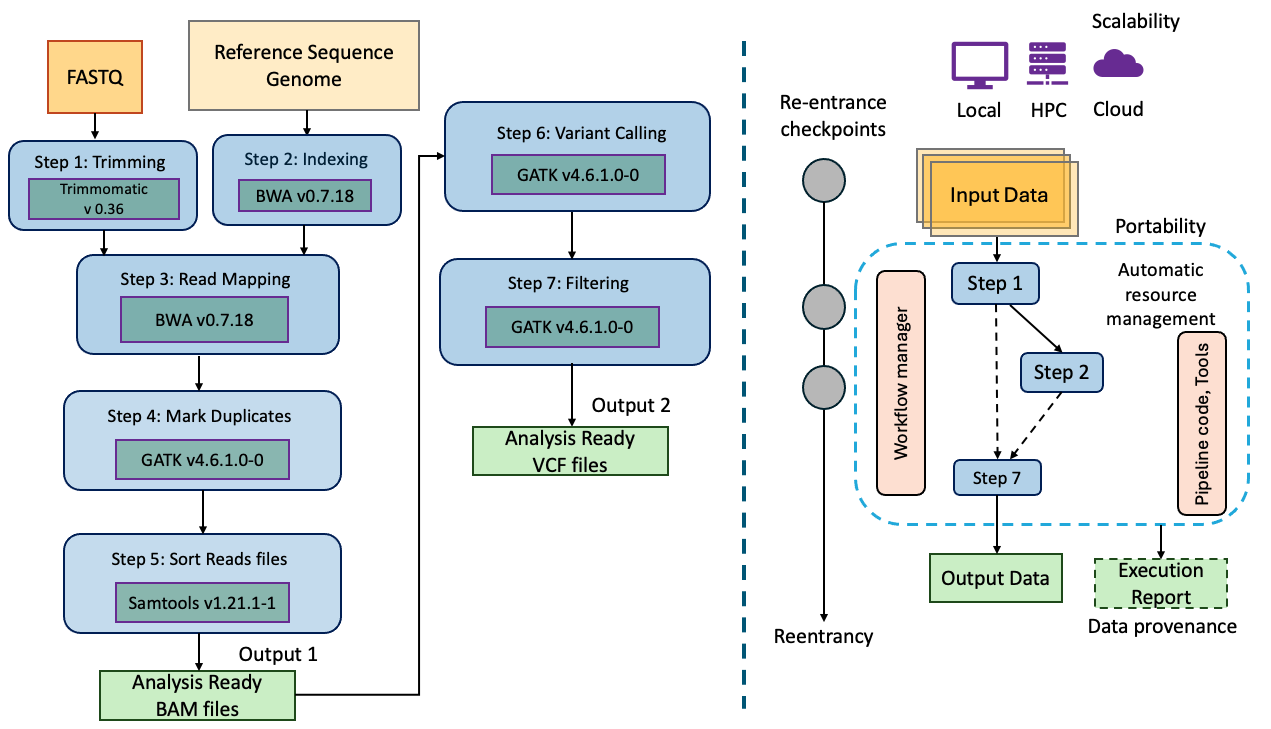 FASTQ
Reference Sequence
Genome
Step 1: Trimming
Trimmomatic
v 0.36
Step 2: Indexing
BWA v0.7.18
Step 3: Read Mapping
BWA v0.7.18
Step 4: Mark Duplicates
GATK v4.6.1.0-0
Step 5: Sort Reads files
Samtools v1.21.1-1
Output 1
Analysis Ready
BAM files
Step 6: Variant Calling
GATK v4.6.1.0-0
Step 7: Filtering
GATK v4.6.1.0-0
Output 2
Analysis Ready
VCF files
Scalability
Local
HPC
Cloud
Re-entrance
checkpoints
Input Data
Portability
Step 1
Automatic
resource
management
Workflow manager
Step 2
Pipeline code, Tools
Step 7
Output Data
Execution
Report
Data provenance
Reentrancy